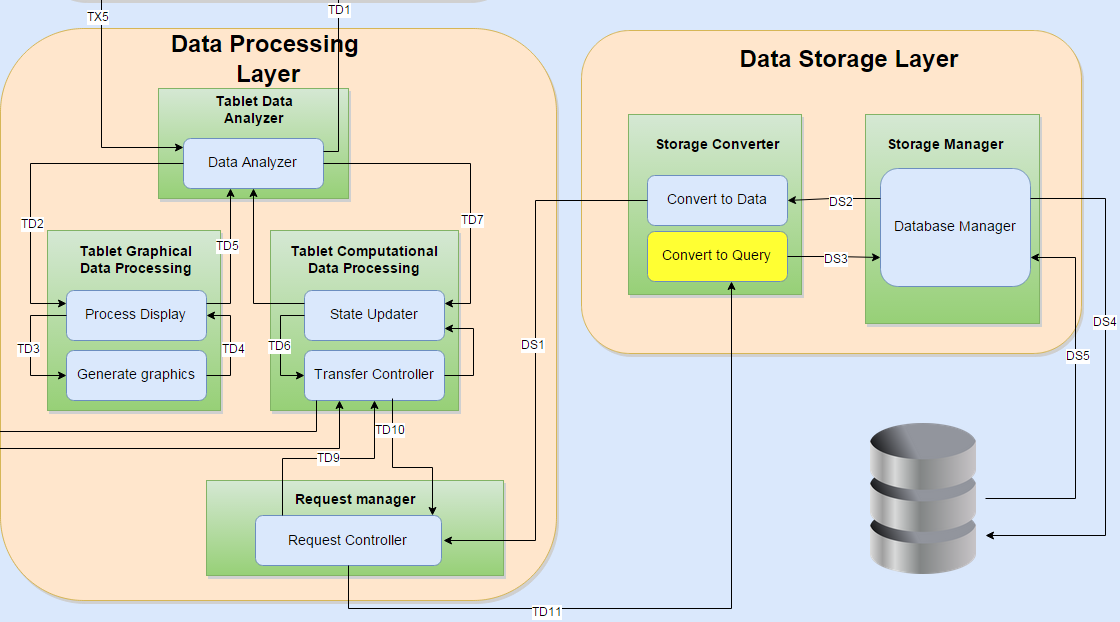 TX5
TD1
Data Processing
Layer
Tablet Data
Analyzer
Data Analyzer
TD2
TD5
TD7
Tablet Graphical
Data Processing
Process Display
TD3
TD4
Generate graphics
Tablet Computational
Data Processing
State Updater
TD6
Transfer Controller
TD10
TD9
Request manager
Request Controller
TD11
DS1
Data Storage Layer
Storage Converter
Convert to Data
Convert to Query
DS2
DS3
Storage Manager
Database Manager
DS4
DS5